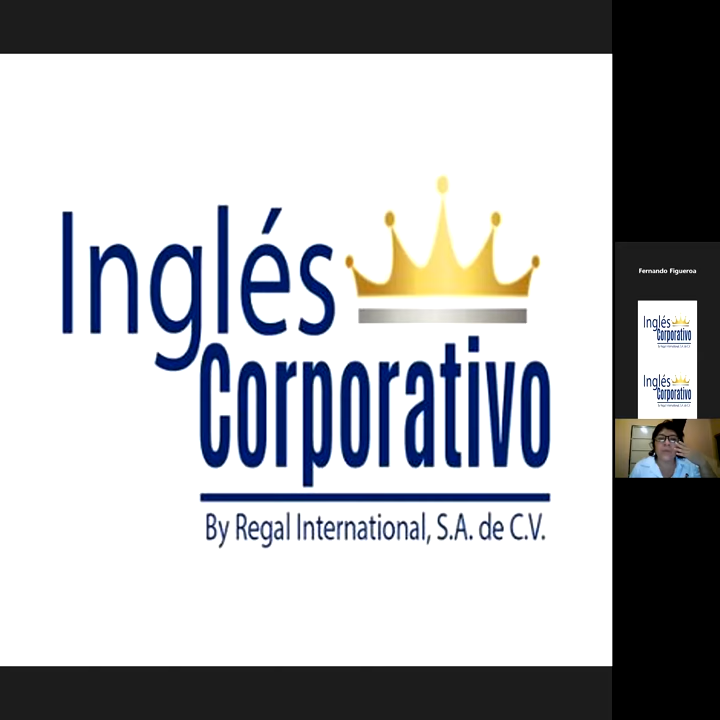 Inglés
Corporativo
By Regal International, S.A. de C.V.
Fernando Figueroa
Inglés
Corporativo
Inglés
Corporativo